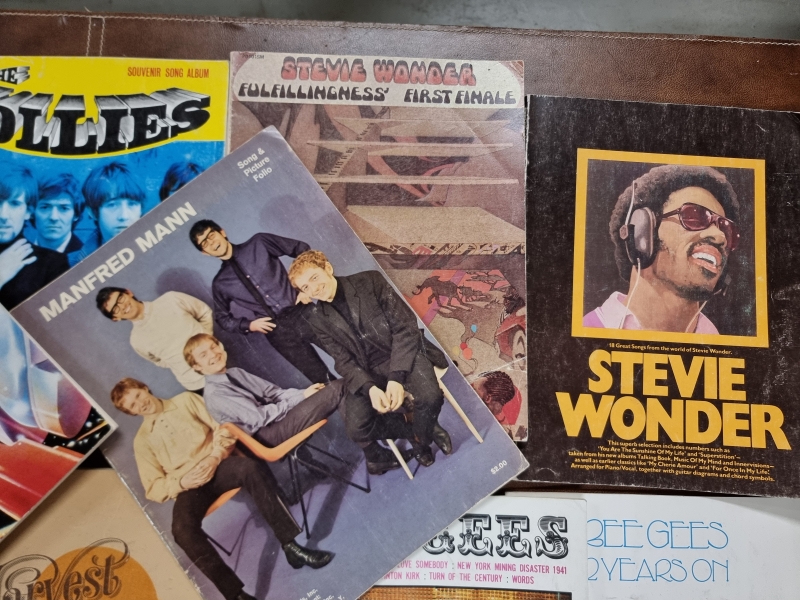 THE
OLLIES
SOUVENIR SONG ALBUM
STEVIE WONDER
FULFILLINGNESS' FIRST FINALE
MANFRED MANN
Song &
Picture
Folio
$2.00
18 Great Songs from the world of Stevie Wonder.
STEVIE
WONDER
This superb selection includes numbers such as
'You Are The Sunshine Of My Life' and 'Superstition'—
taken from his new albums Talking Book, Music Of My Mind and Innervisions—
as well as earlier classics like 'My Cherie Amour' and 'For Once In My Life'.
Arranged for Piano/Vocal, together with guitar diagrams and chord symbols.
GEES
LOVE SOMEBODY : NEW YORK MINING DISASTER 1941
KIRK : TURN OF THE CENTURY : WORDS
BEE GEES
2 YEARS ON
arvest